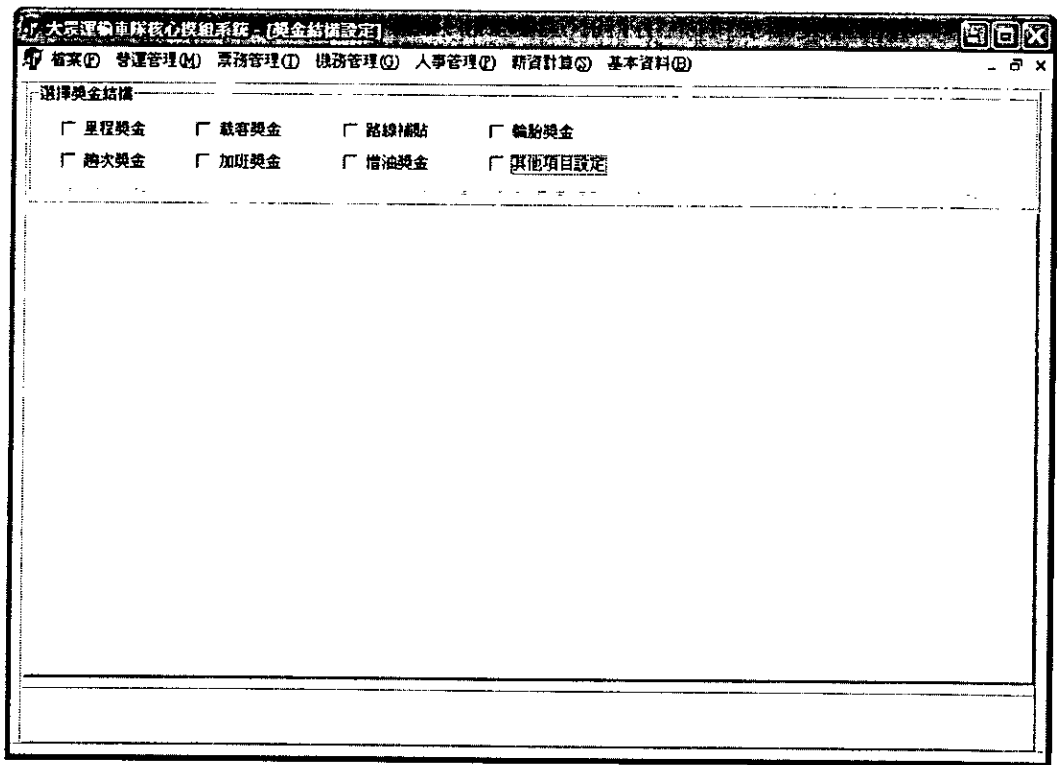 大眾運輸車隊核心模組系統 - [獎金結構設定]
檔案(F) 營運管理(M) 票務管理(T) 機務管理(G) 人事管理(P) 薪資計算(S) 基本資料(B)
選擇獎金結構
里程獎金 載客獎金 路線補貼 輪胎獎金
趟次獎金 加班獎金 惜油獎金 其他項目設定